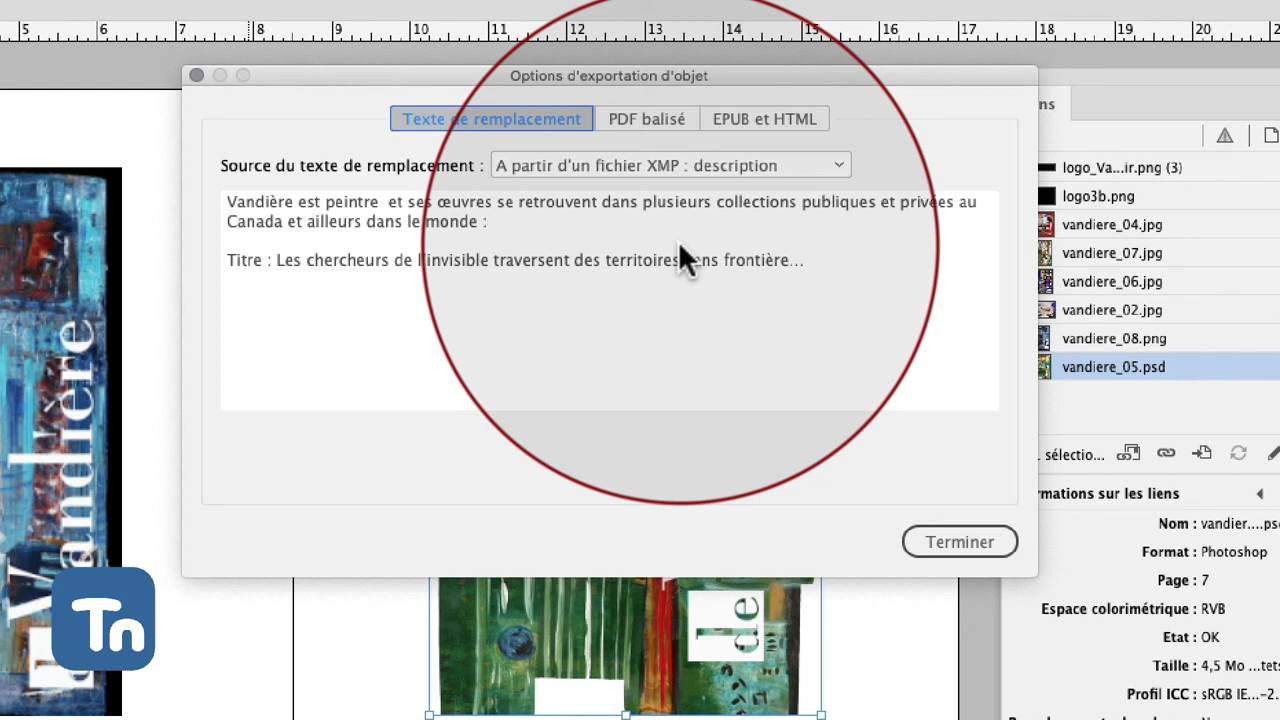 5 6 7 8 9 10 11 12 13 14 15 16 17 18 19 20
Options d'exportation d'objet
Texte de remplacement PDF balisé EPUB et HTML
Source du texte de remplacement : A partir d'un fichier XMP : description
Vandière est peintre et ses œuvres se retrouvent dans plusieurs collections publiques et privées au
Canada et ailleurs dans le monde :
Titre : Les chercheurs de l'invisible traversent des territoires sans frontière...
Terminer
ns
logo_Va...ir.png (3)
logo3b.png
vandiere_04.jpg
vandiere_07.jpg
vandiere_06.jpg
vandiere_02.jpg
vandiere_08.png
vandiere_05.psd
sélectio...
rmations sur les liens
Nom : vandier....ps
Format : Photoshop
Page : 7
Espace colorimétrique : RVB
Etat : OK
Taille : 4,5 Mo ...tets
Profil ICC : sRGB IE...-2.
Vandière
de
Tn